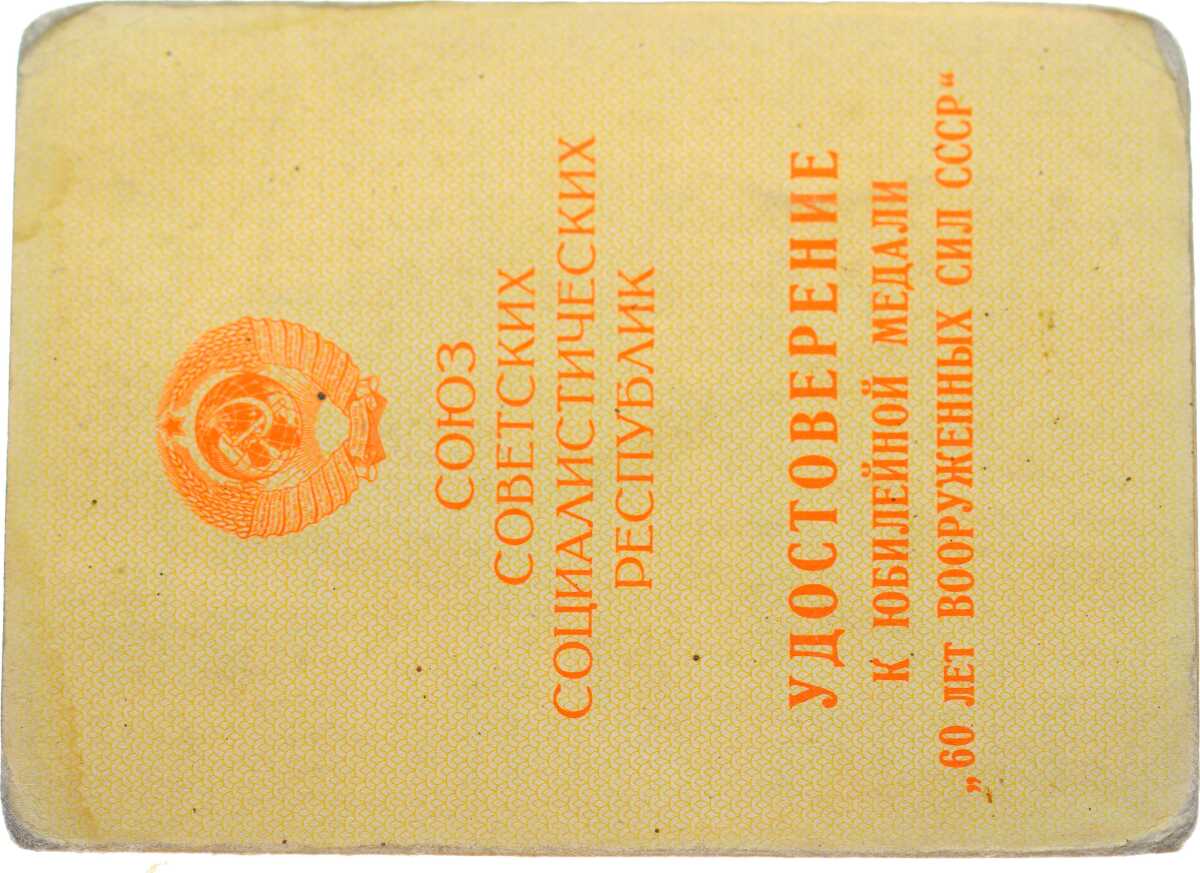 СОЮЗ
СОВЕТСКИХ
СОЦИАЛИСТИЧЕСКИХ
РЕСПУБЛИК
УДОСТОВЕРЕНИЕ
К ЮБИЛЕЙНОЙ МЕДАЛИ
„60 ЛЕТ ВООРУЖЕННЫХ СИЛ СССР“